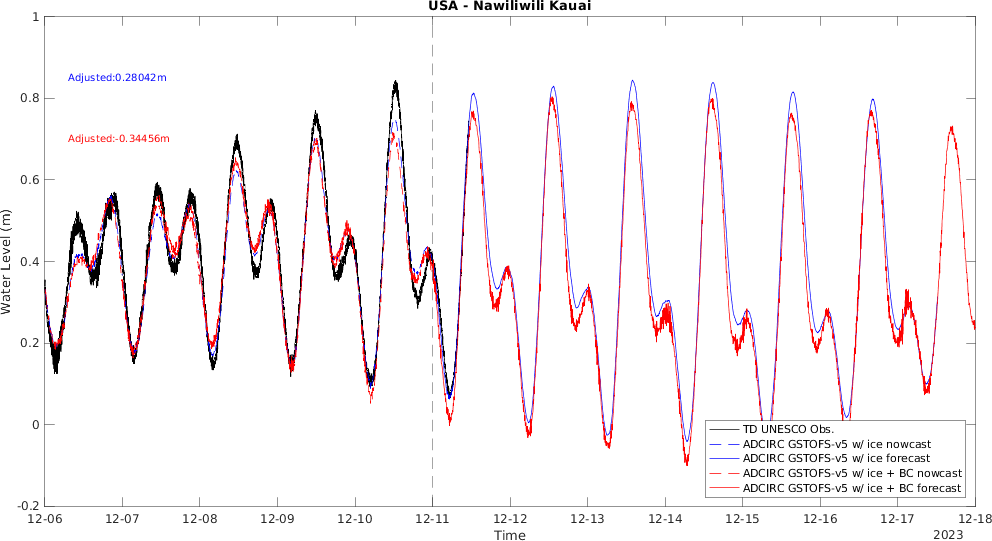 USA - Nawiliwili Kauai
Adjusted:0.28042m
Adjusted:-0.34456m
Water Level (m)
1
0.8
0.6
0.4
0.2
0
-0.2
TD UNESCO Obs.
ADCIRC GSTOFS-v5 w/ ice nowcast
ADCIRC GSTOFS-v5 w/ ice forecast
ADCIRC GSTOFS-v5 w/ ice + BC nowcast
ADCIRC GSTOFS-v5 w/ ice + BC forecast
12-06 12-07 12-08 12-09 12-10 12-11 12-12 12-13 12-14 12-15 12-16 12-17 12-18
Time
2023